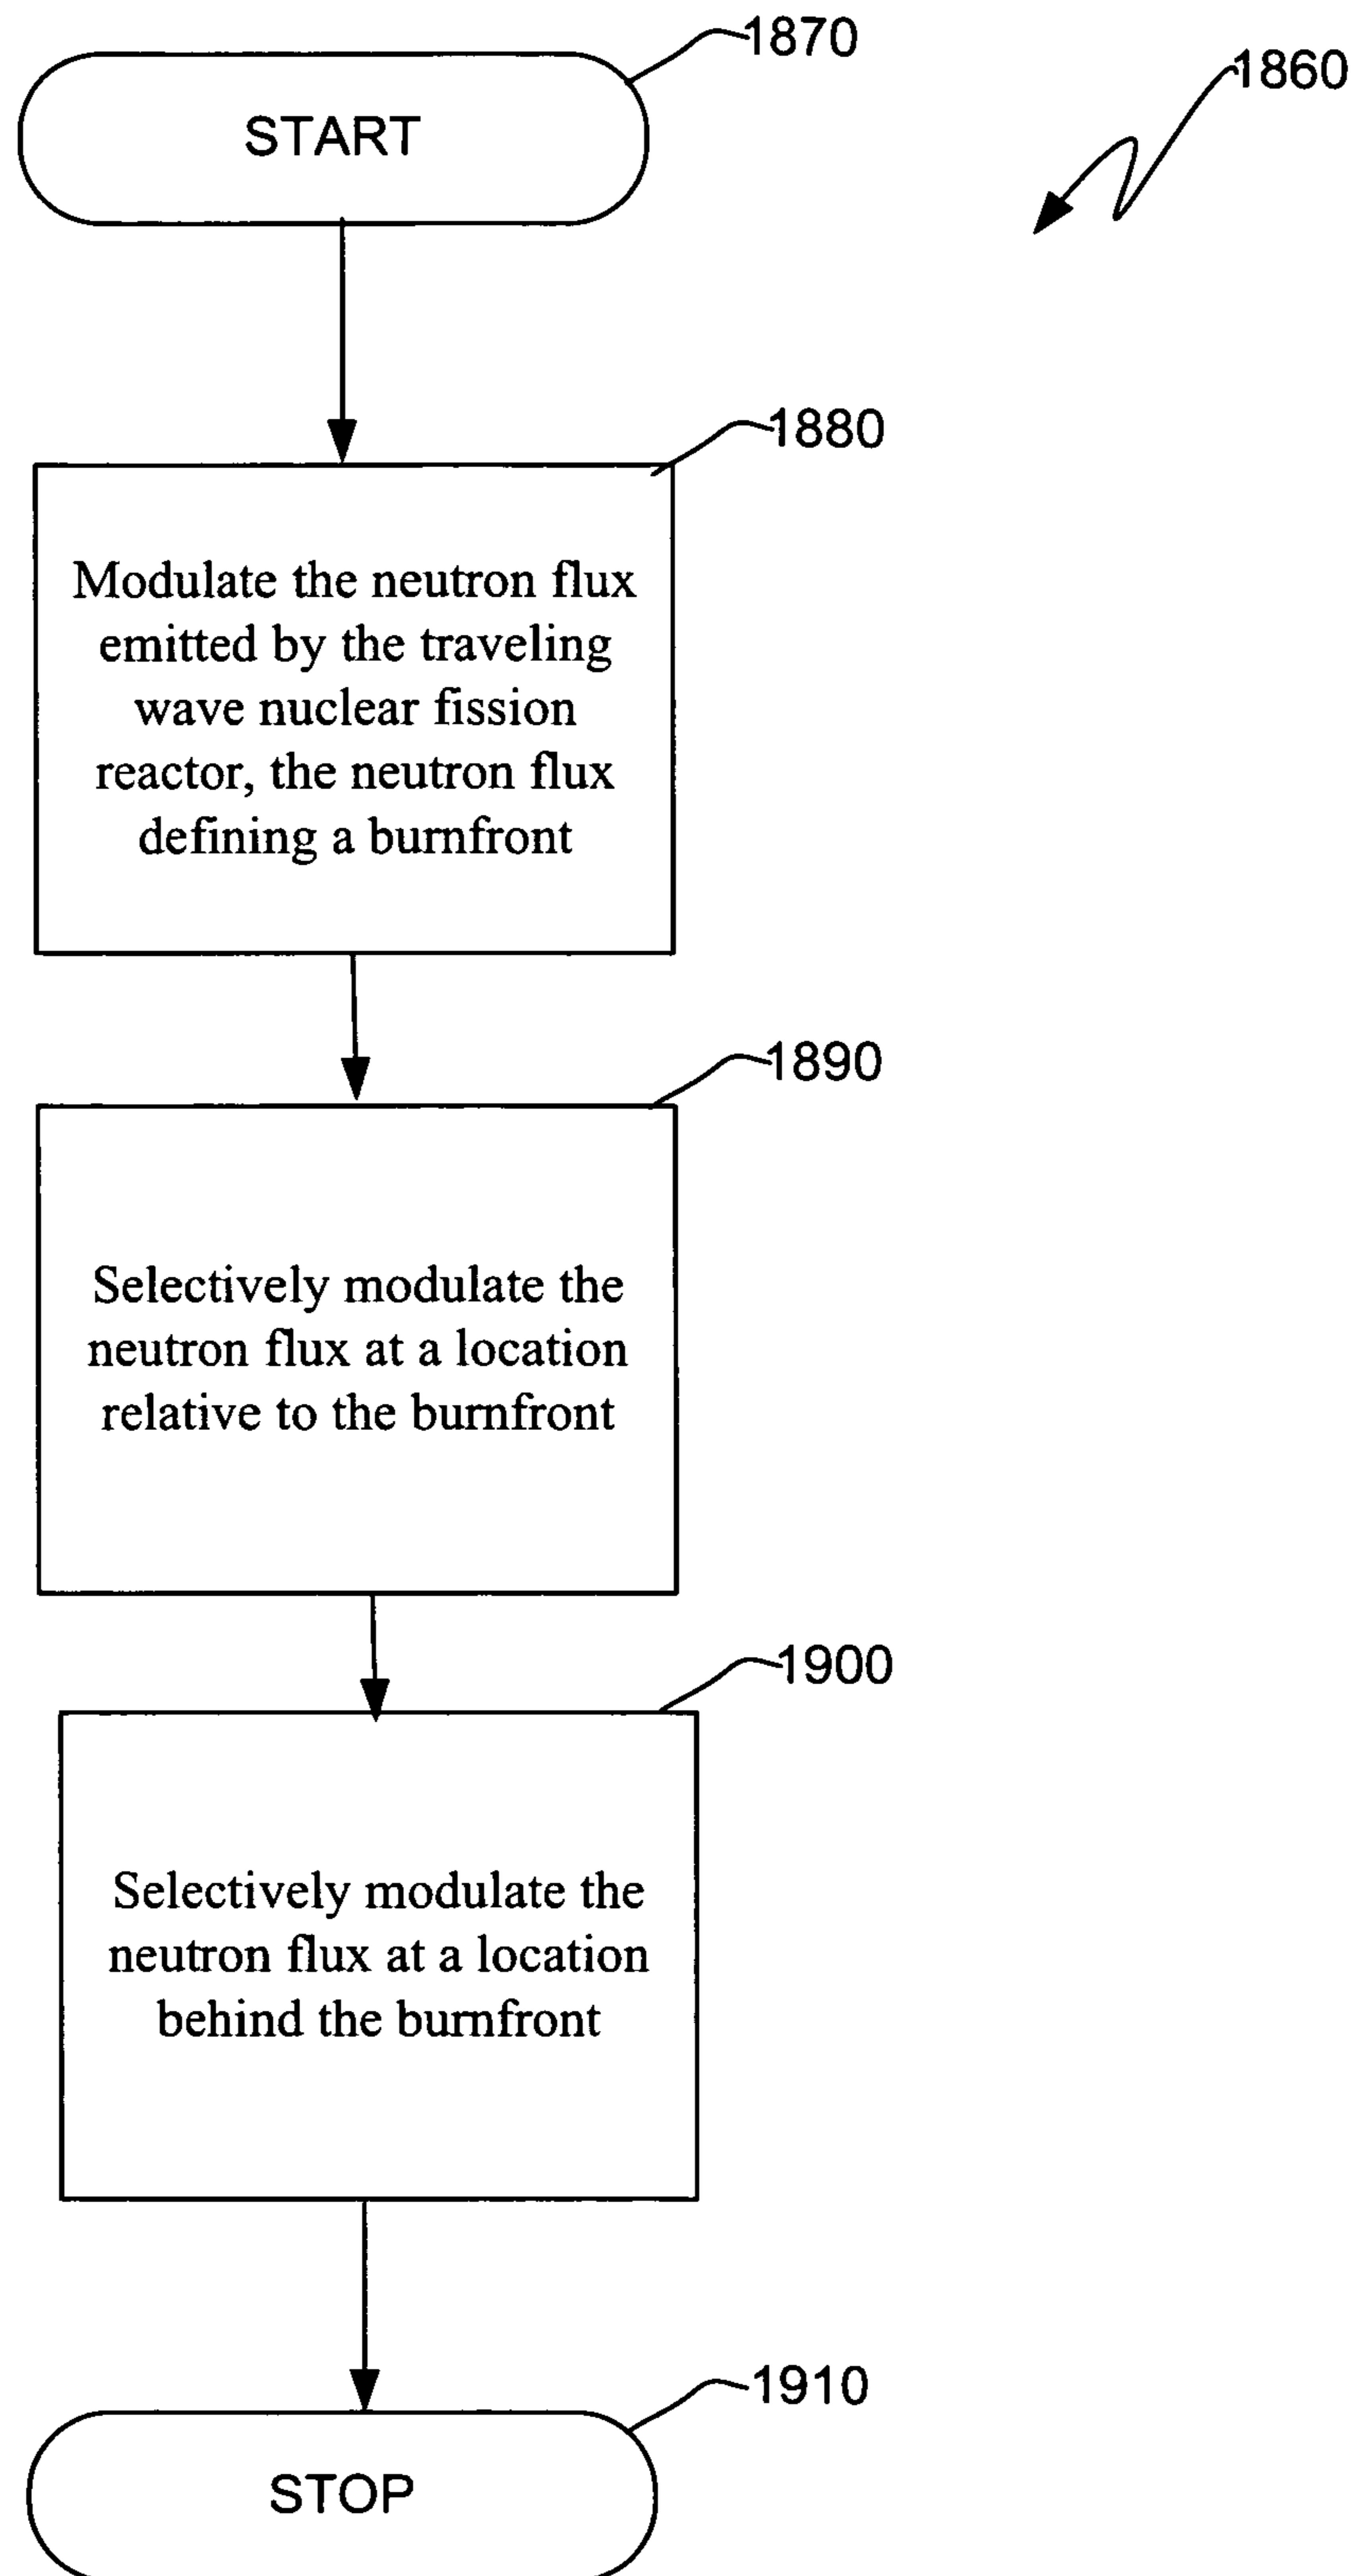 1870
1860
START
1880
Modulate the neutron flux
emitted by the traveling
wave nuclear fission
reactor, the neutron flux
defining a burnfront
1890
Selectively modulate the
neutron flux at a location
relative to the burnfront
1900
Selectively modulate the
neutron flux at a location
behind the burnfront
1910
STOP